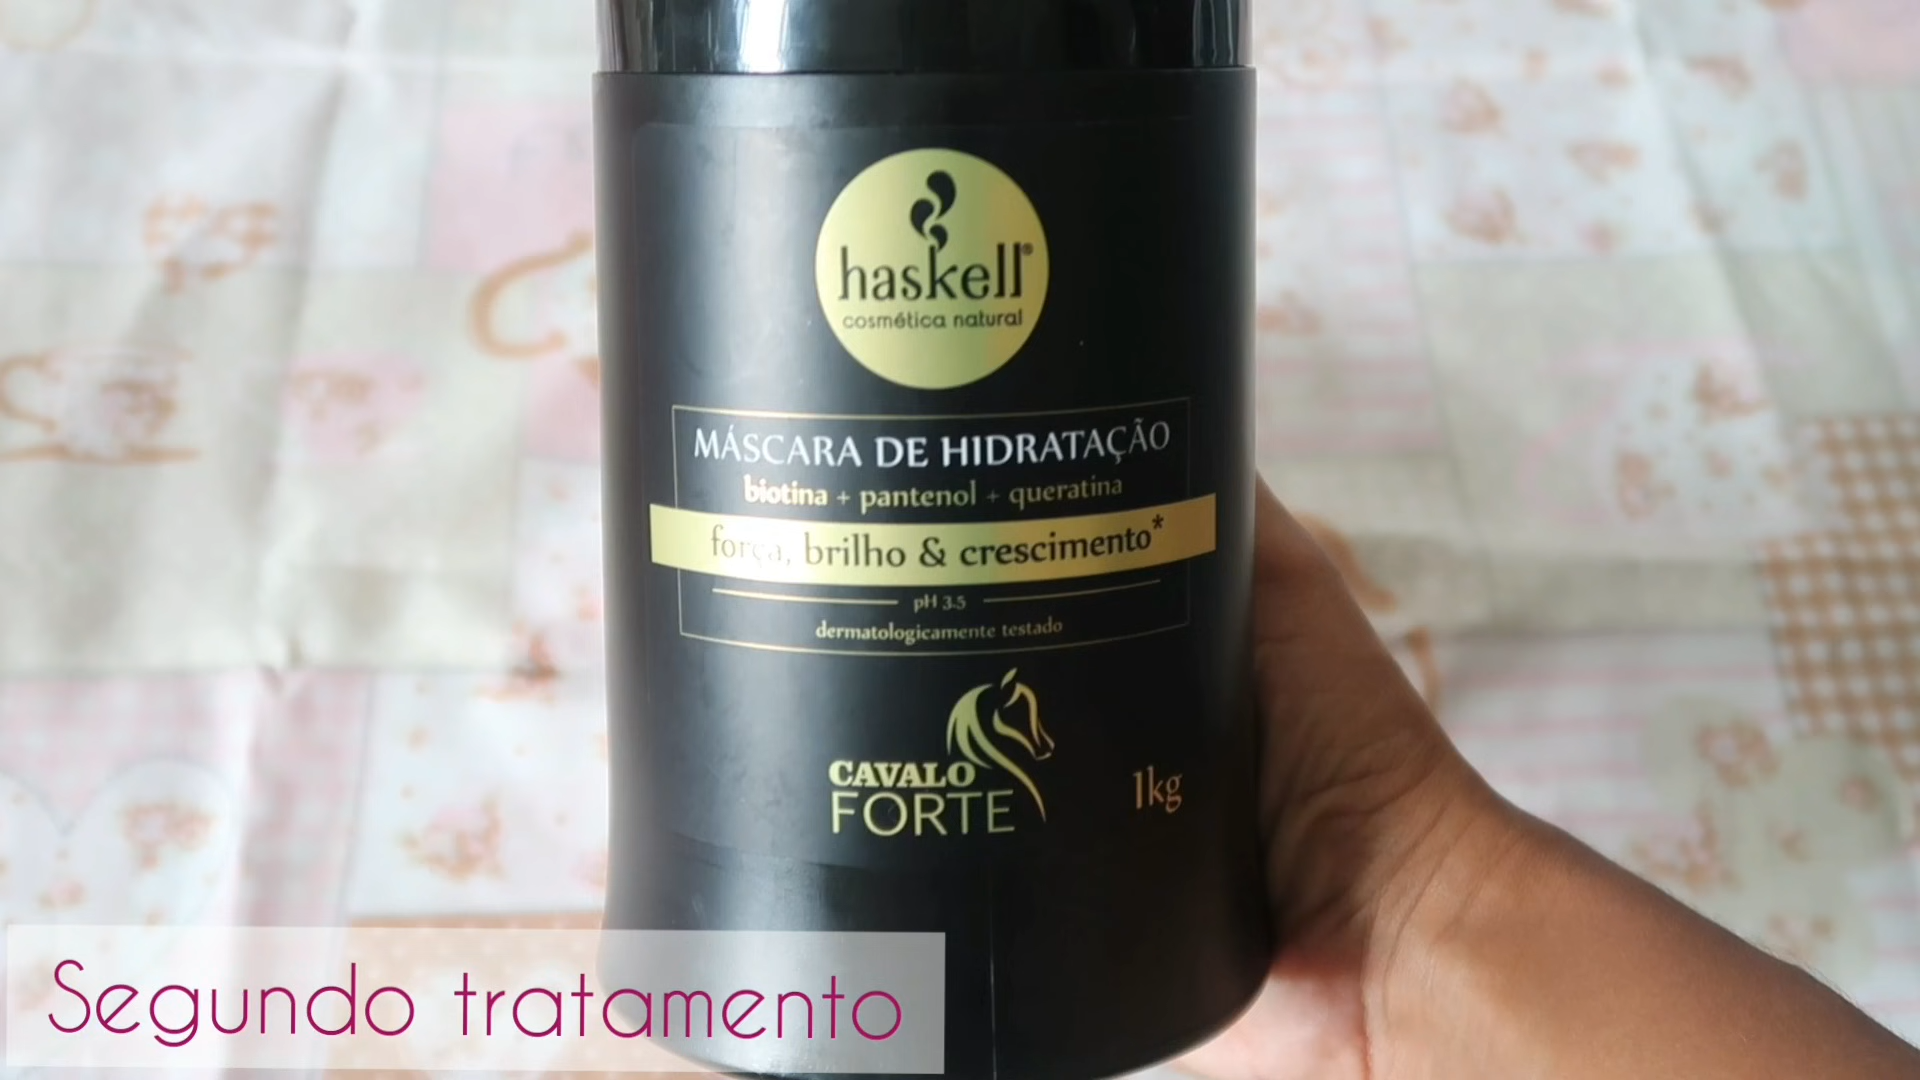 haskell®
cosmética natural
MÁSCARA DE HIDRATAÇÃO
biotina + pantenol + queratina
força, brilho & crescimento*
pH 3.5
dermatologicamente testado
CAVALO
FORTE
1kg
Segundo tratamento